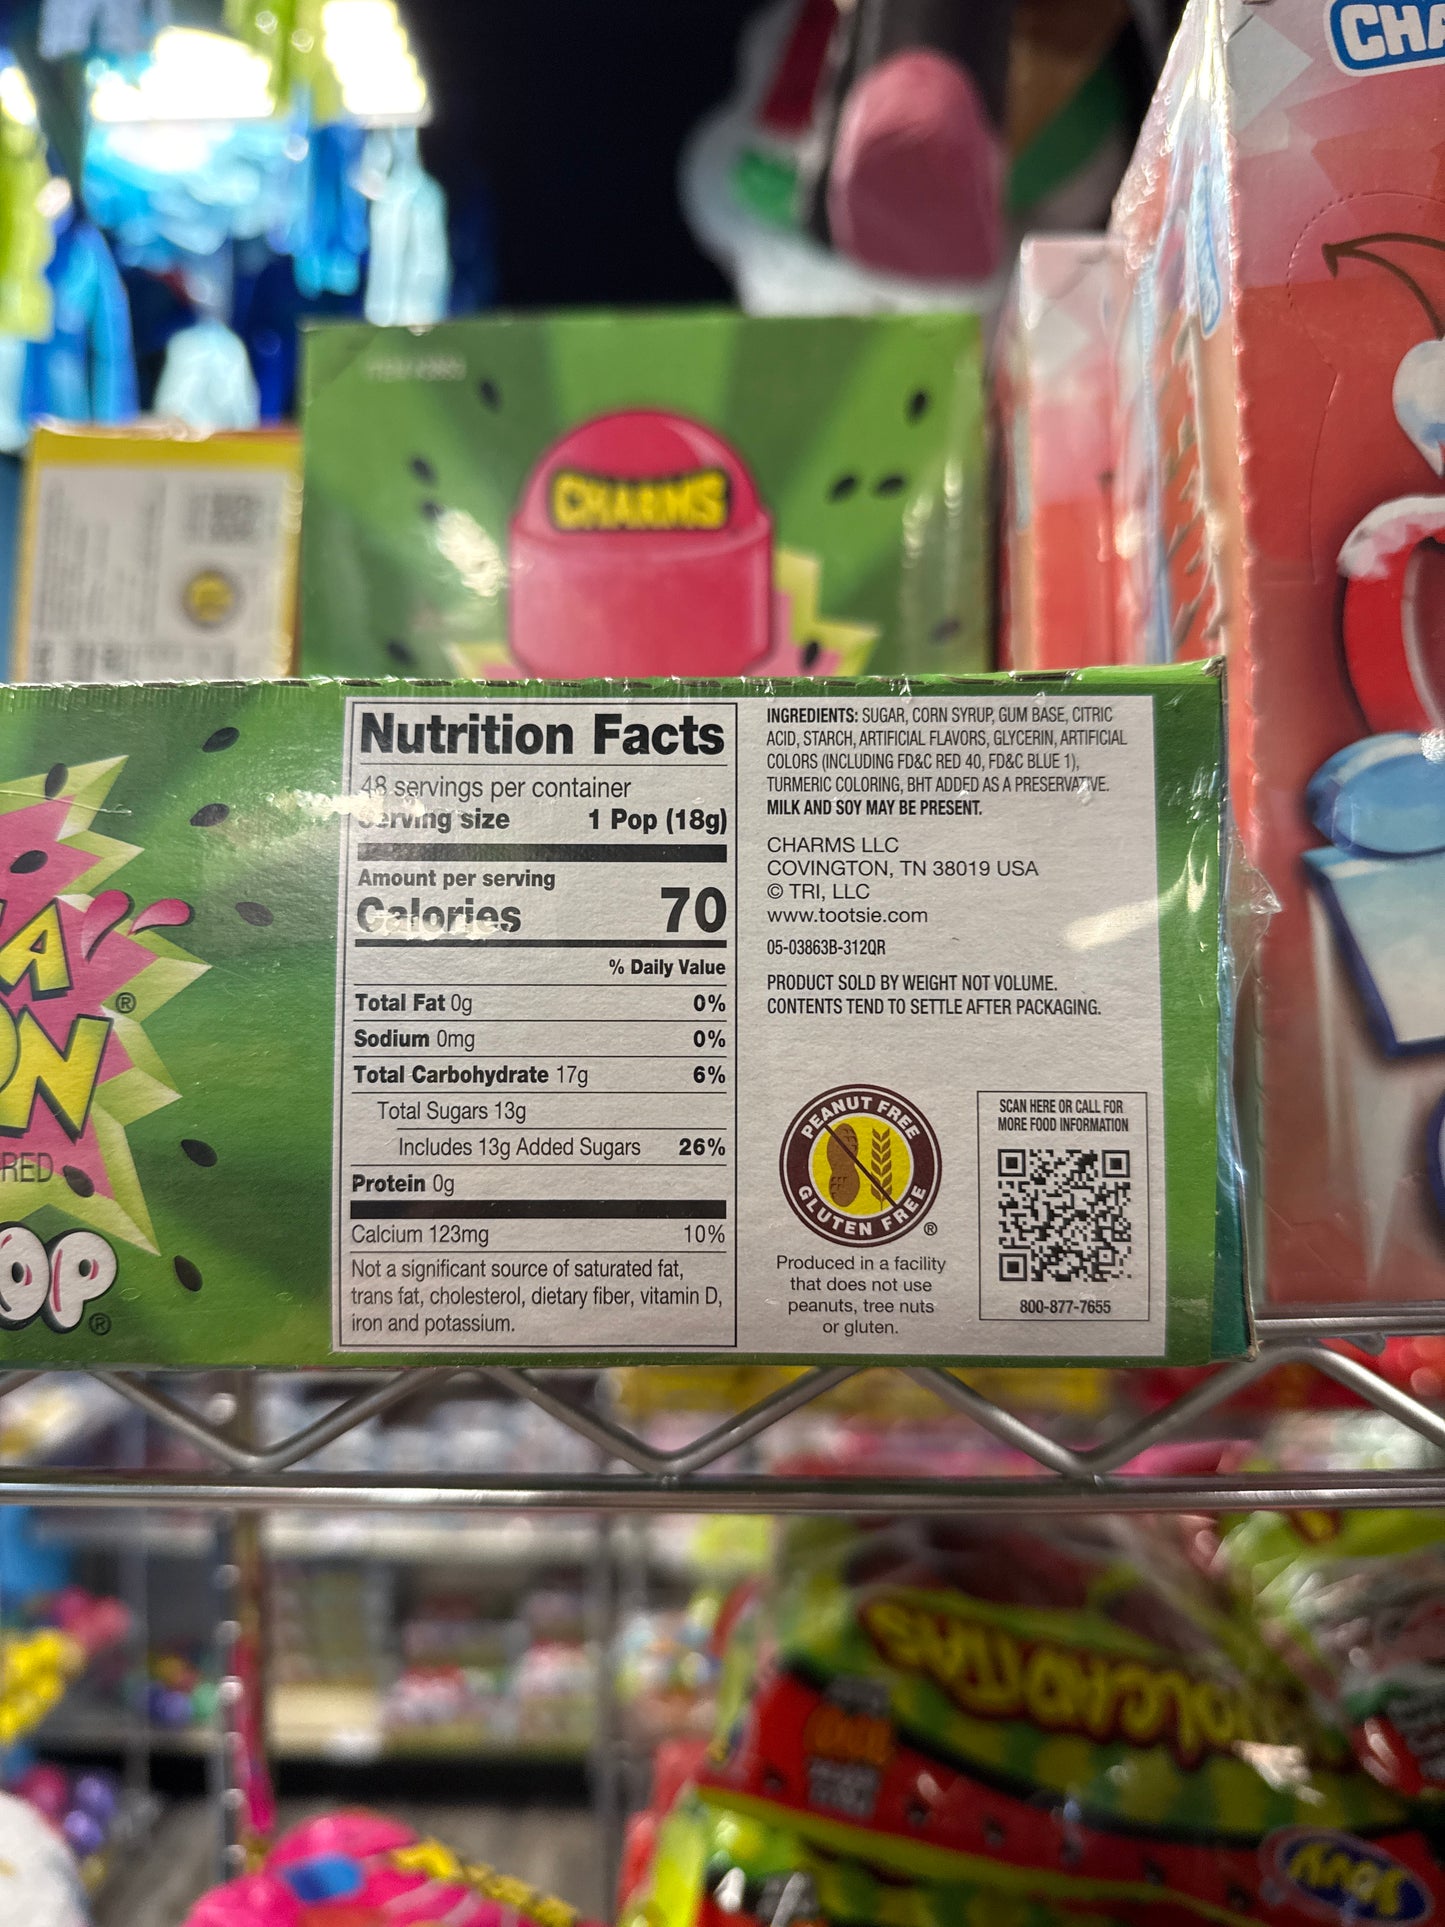 CHA
CHARMS
A
ON
®
RED
OP®
Nutrition Facts
48 servings per container
Serving size 1 Pop (18g)
Amount per serving
Calories 70
% Daily Value
Total Fat 0g 0%
Sodium 0mg 0%
Total Carbohydrate 17g 6%
Total Sugars 13g
Includes 13g Added Sugars 26%
Protein 0g
Calcium 123mg 10%
Not a significant source of saturated fat,
trans fat, cholesterol, dietary fiber, vitamin D,
iron and potassium.
INGREDIENTS: SUGAR, CORN SYRUP, GUM BASE, CITRIC
ACID, STARCH, ARTIFICIAL FLAVORS, GLYCERIN, ARTIFICIAL
COLORS (INCLUDING FD&C RED 40, FD&C BLUE 1),
TURMERIC COLORING, BHT ADDED AS A PRESERVATIVE.
MILK AND SOY MAY BE PRESENT.
CHARMS LLC
COVINGTON, TN 38019 USA
© TRI, LLC
www.tootsie.com
05-03863B-312QR
PRODUCT SOLD BY WEIGHT NOT VOLUME.
CONTENTS TEND TO SETTLE AFTER PACKAGING.
PEANUT FREE
GLUTEN FREE
®
Produced in a facility
that does not use
peanuts, tree nuts
or gluten.
SCAN HERE OR CALL FOR
MORE FOOD INFORMATION
800-877-7655